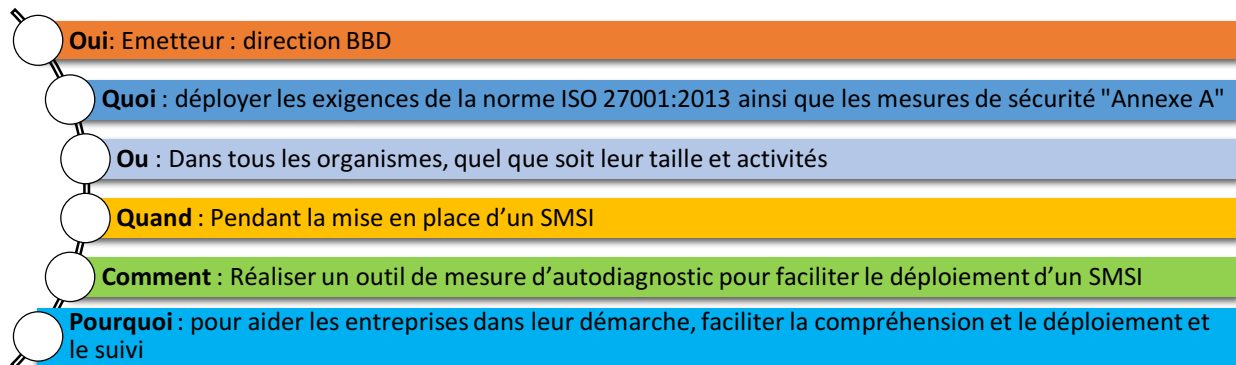 Oui: Emetteur : direction BBD
Quoi : déployer les exigences de la norme ISO 27001:2013 ainsi que les mesures de sécurité "Annexe A"
Ou : Dans tous les organismes, quel que soit leur taille et activités
Quand : Pendant la mise en place d’un SMSI
Comment : Réaliser un outil de mesure d’autodiagnostic pour faciliter le déploiement d’un SMSI
Pourquoi : pour aider les entreprises dans leur démarche, faciliter la compréhension et le déploiement et
le suivi